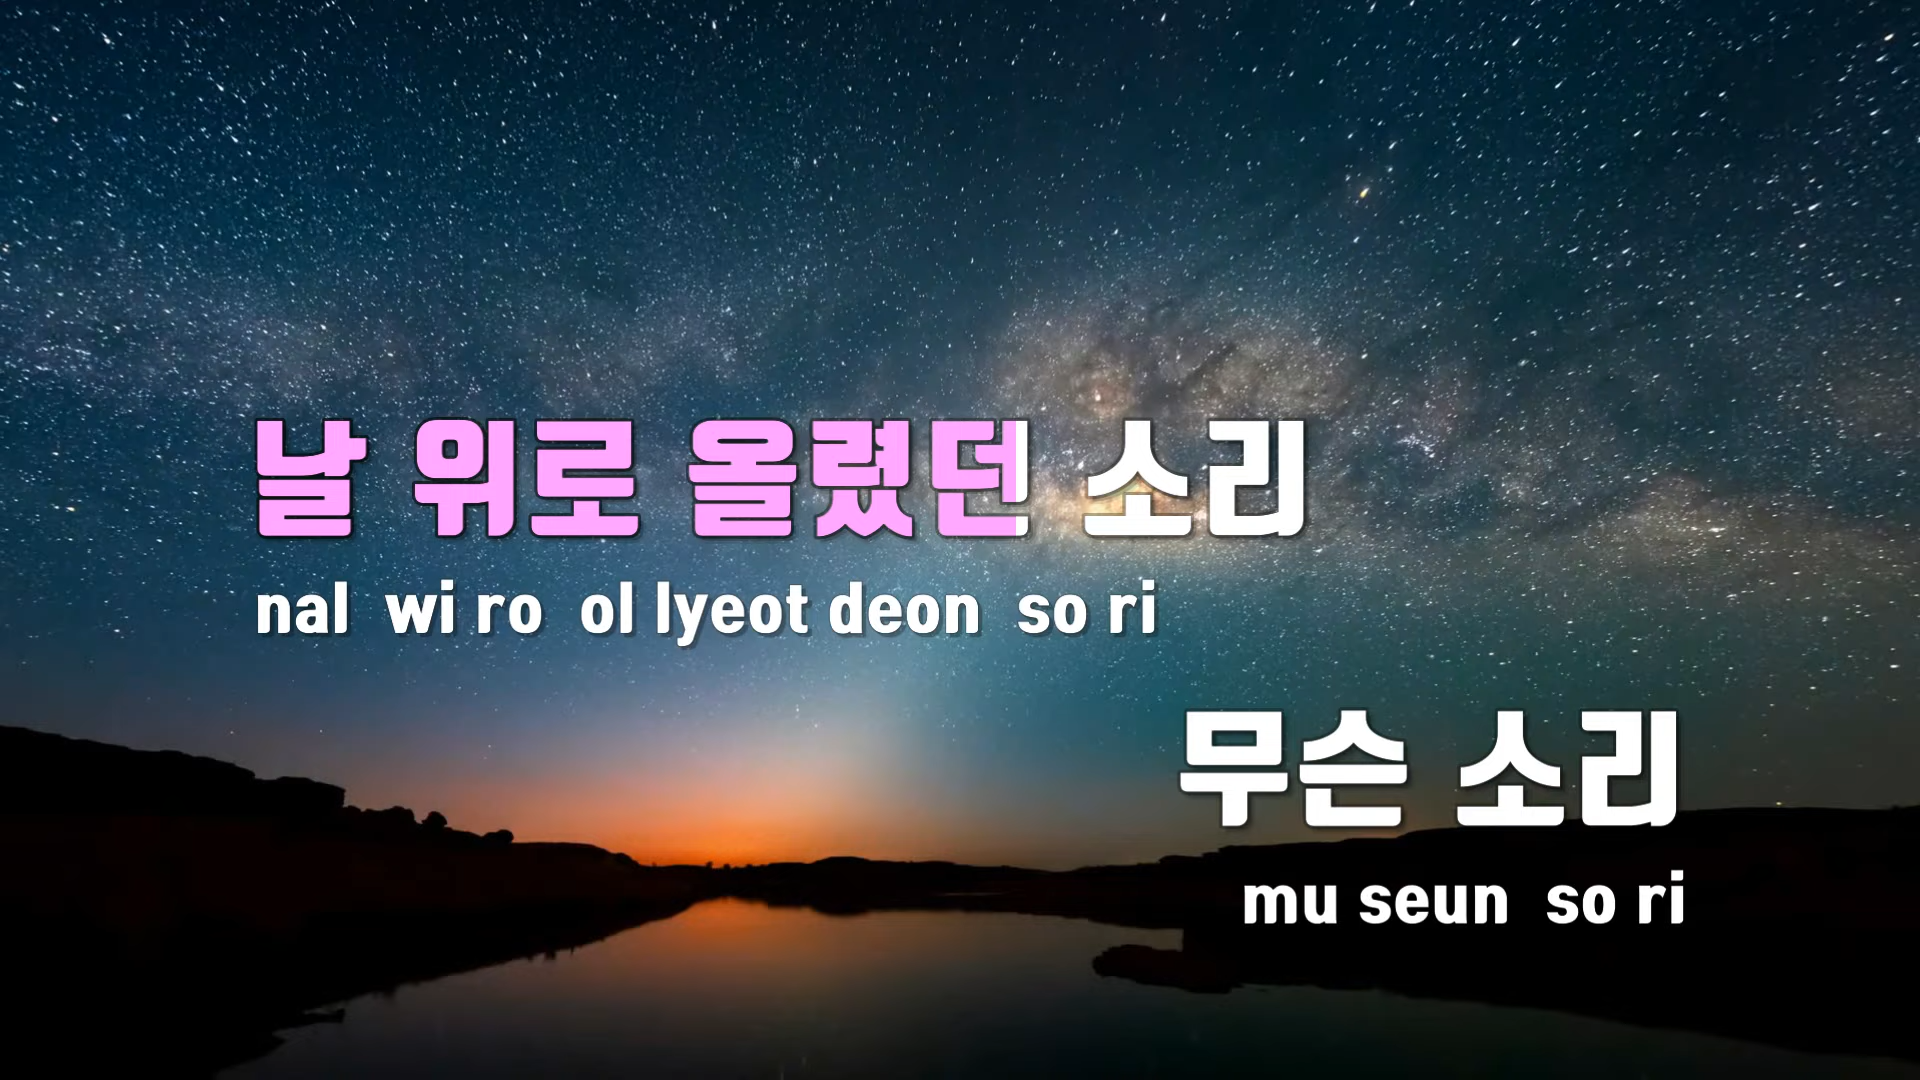 날 위로 올렸던 소리
nal wi ro ol lyeot deon so ri
무슨 소리
mu seun so ri